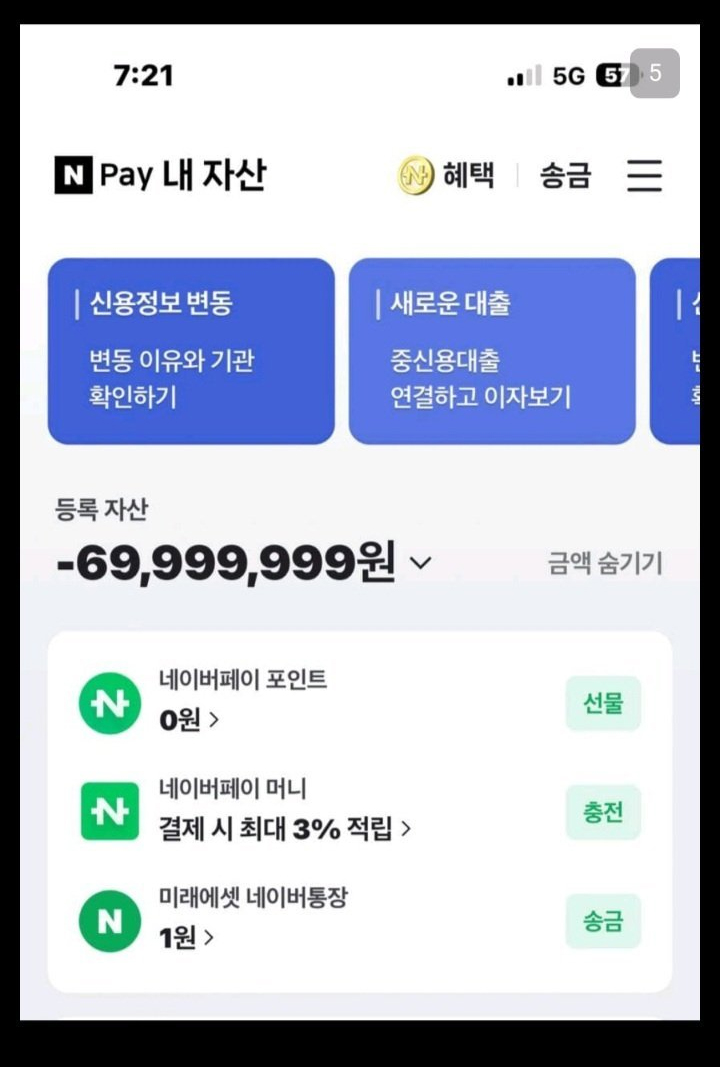 7:21 5G 57 5
N Pay 내 자산 혜택 송금
신용정보 변동
변동 이유와 기관
확인하기
새로운 대출
중신용대출
연결하고 이자보기
등록 자산
-69,999,999원 금액 숨기기
네이버페이 포인트
0원 >
선물
네이버페이 머니
결제 시 최대 3% 적립 >
충전
미래에셋 네이버통장
1원 >
송금